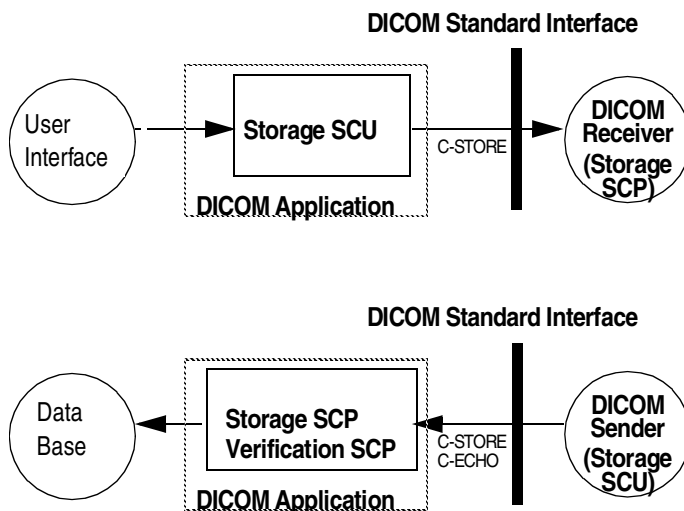 DICOM Standard Interface
User
Interface
Storage SCU
C-STORE
DICOM
Receiver
(Storage
SCP)
DICOM Application
DICOM Standard Interface
Data
Base
Storage SCP
Verification SCP
C-STORE
C-ECHO
DICOM
Sender
(Storage
SCU)
DICOM Application